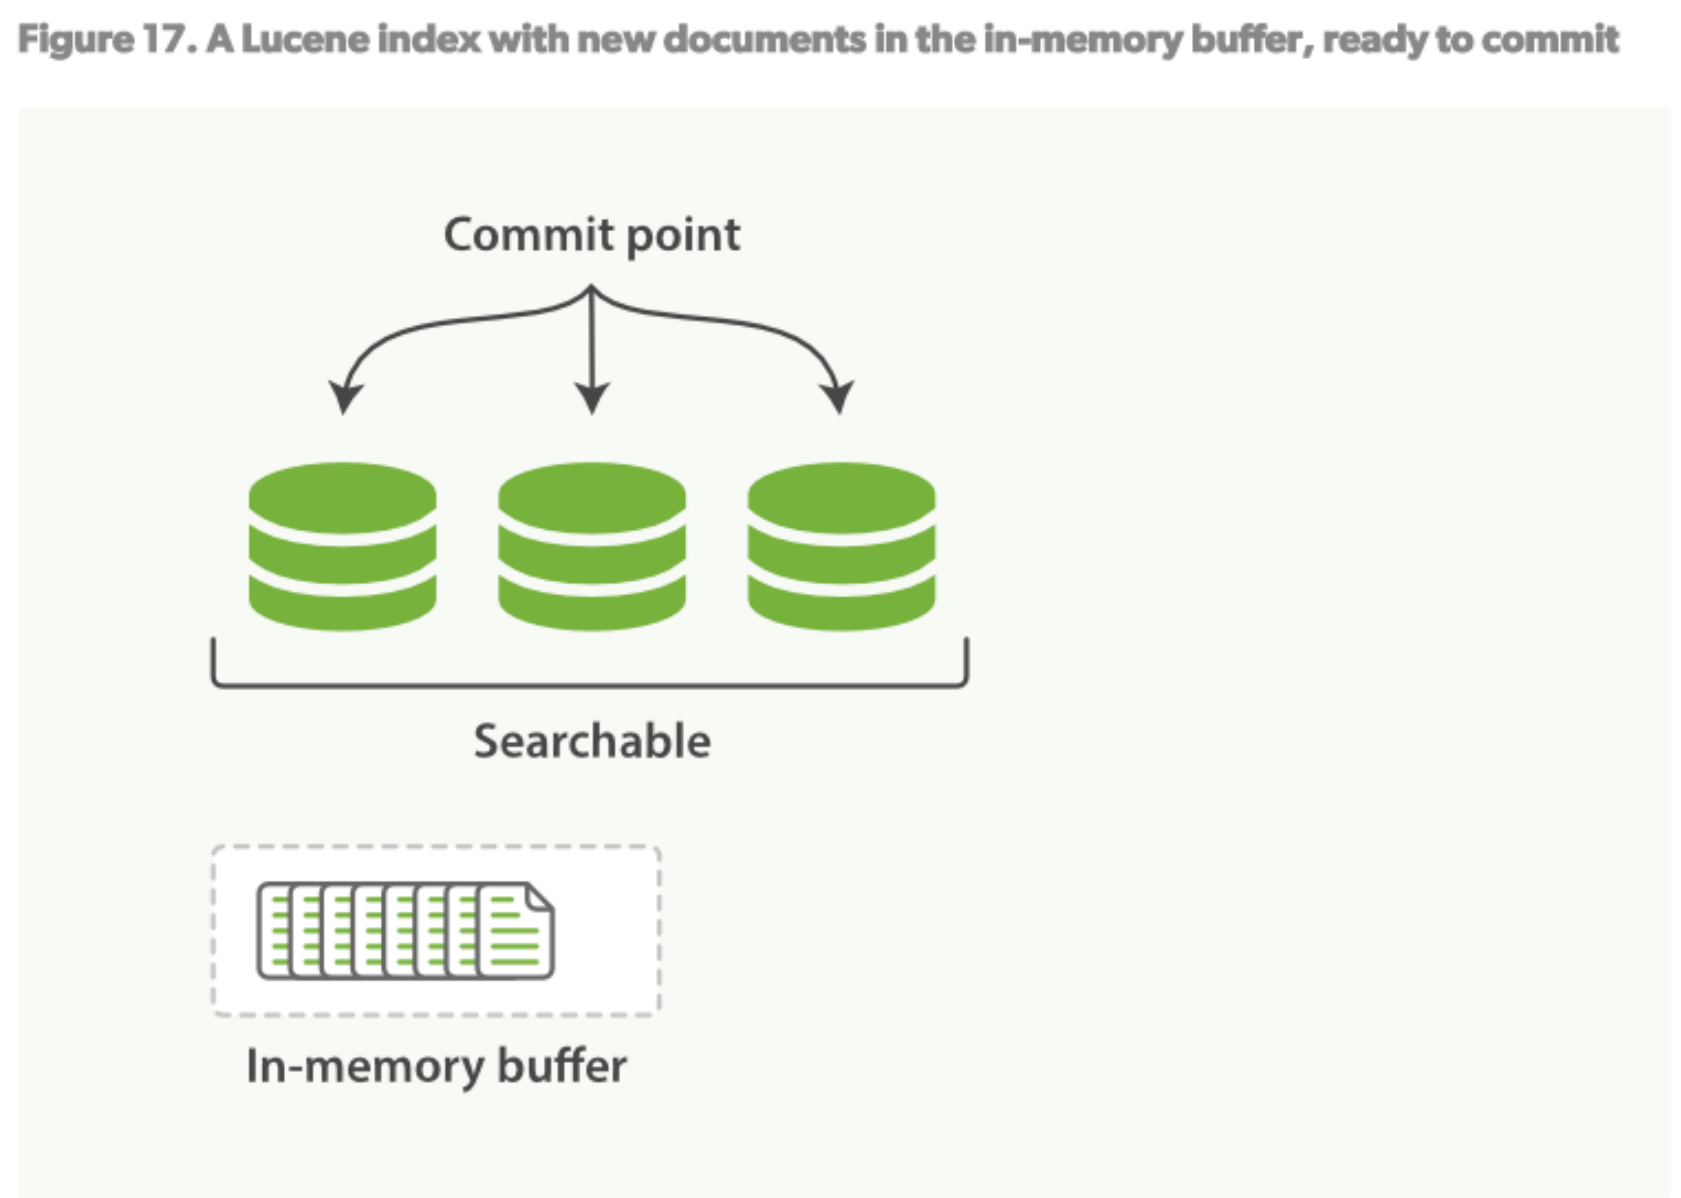 Figure 17. A Lucene index with new documents in the in-memory buffer, ready to commit
Commit point
Searchable
In-memory buffer